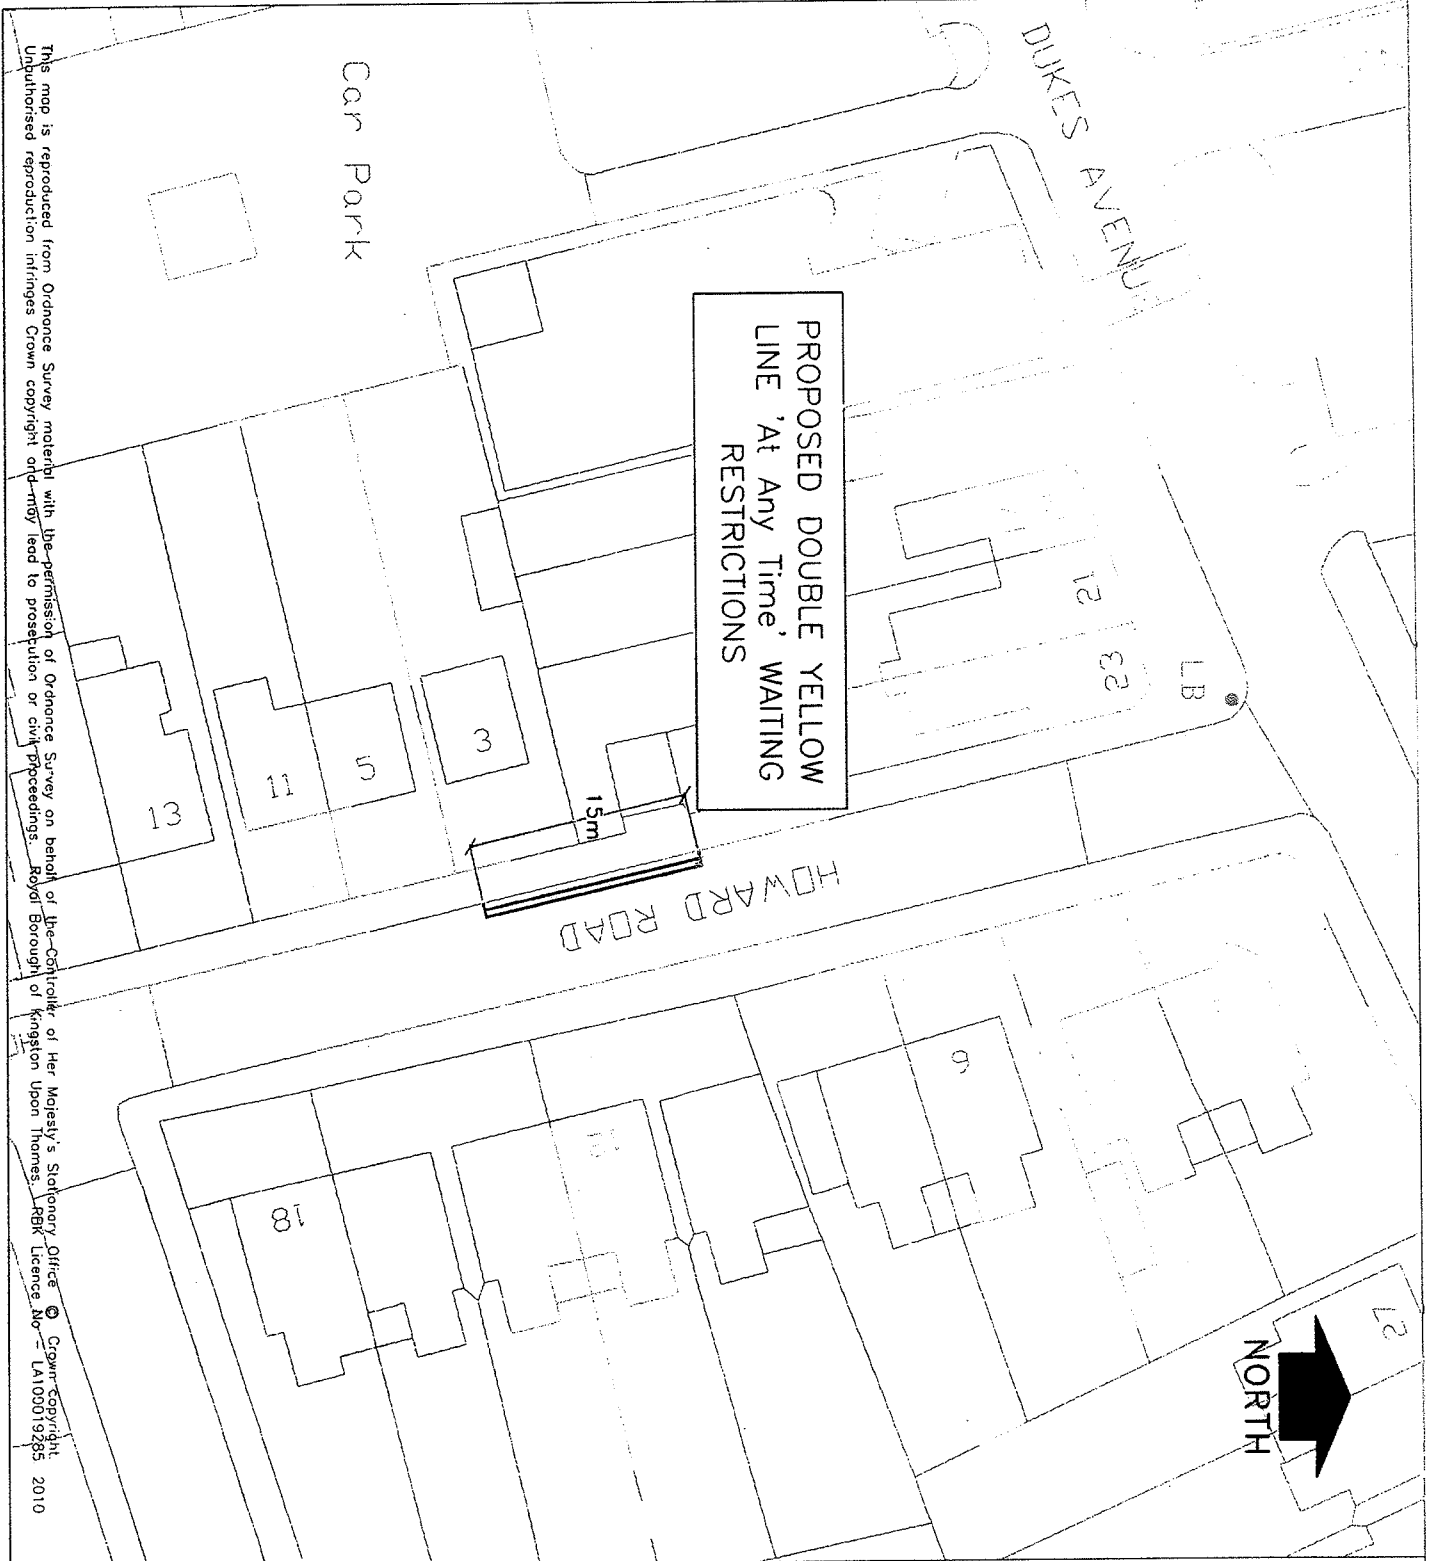 DUKES AVENUE
Car Park
PROPOSED DOUBLE YELLOW
LINE 'At Any Time' WAITING
RESTRICTIONS
21
23
LB
15m
HOWARD ROAD
3
5
11
13
6
12
18
27
NORTH
This map is reproduced from Ordnance Survey material with the permission of Ordnance Survey on behalf of the Controller of Her Majesty's Stationary Office © Crown copyright.
Unauthorised reproduction infringes Crown copyright and may lead to prosecution or civil proceedings. Royal Borough of Kingston Upon Thames. RBK Licence No - LA100019285 2010